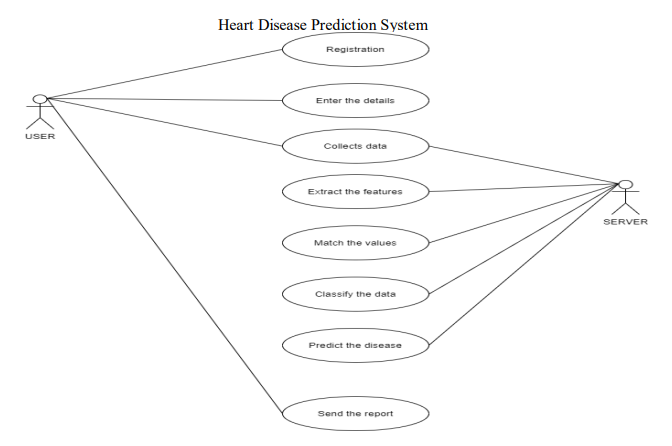 Heart Disease Prediction System
Registration
Enter the details
USER
Collects data
Extract the features
SERVER
Match the values
Classify the data
Predict the disease
Send the report